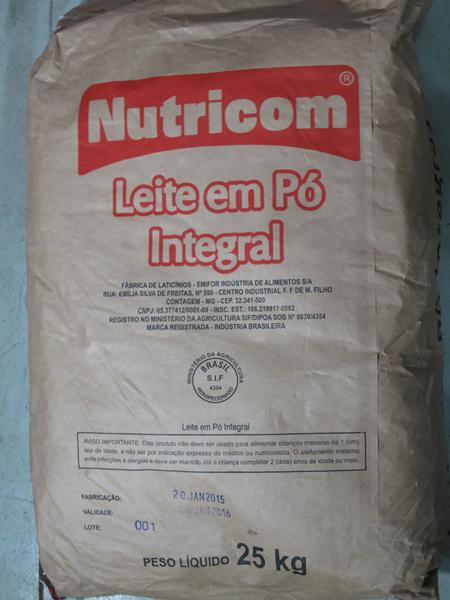 Nutricom®
Leite em Pó
Integral
FÁBRICA DE LATICÍNIOS - EMIFOR INDÚSTRIA DE ALIMENTOS S/A
RUA: EMÍLIA SILVA DE FREITAS, Nº 550 - CENTRO INDUSTRIAL F. F DE M. FILHO
CONTAGEM - MG - CEP. 32.341-500
CNPJ: 05.377412/0001-69 - INSC. EST.: 186.219917-0082
REGISTRO NO MINISTÉRIO DA AGRICULTURA SIF/DIPOA SOB Nº 0030/4354
MARCA REGISTRADA - INDÚSTRIA BRASILEIRA
MINISTÉRIO DA AGRICULTURA
BRASIL
S.I.F
4354
REINSPECIONADO
Leite em Pó Integral
AVISO IMPORTANTE: Este produto não deve ser usado para alimentar crianças menores de 1 (um)
ano de idade, a não ser por indicação expressa do médico ou nutricionista. O aleitamento materno
evita infecções e alergias e deve ser mantido até a criança completar 2 (dois) anos de idade ou mais.
FABRICAÇÃO: 20 JAN 2015
VALIDADE: 20 JAN 2016
LOTE: 001
PESO LÍQUIDO 25 kg